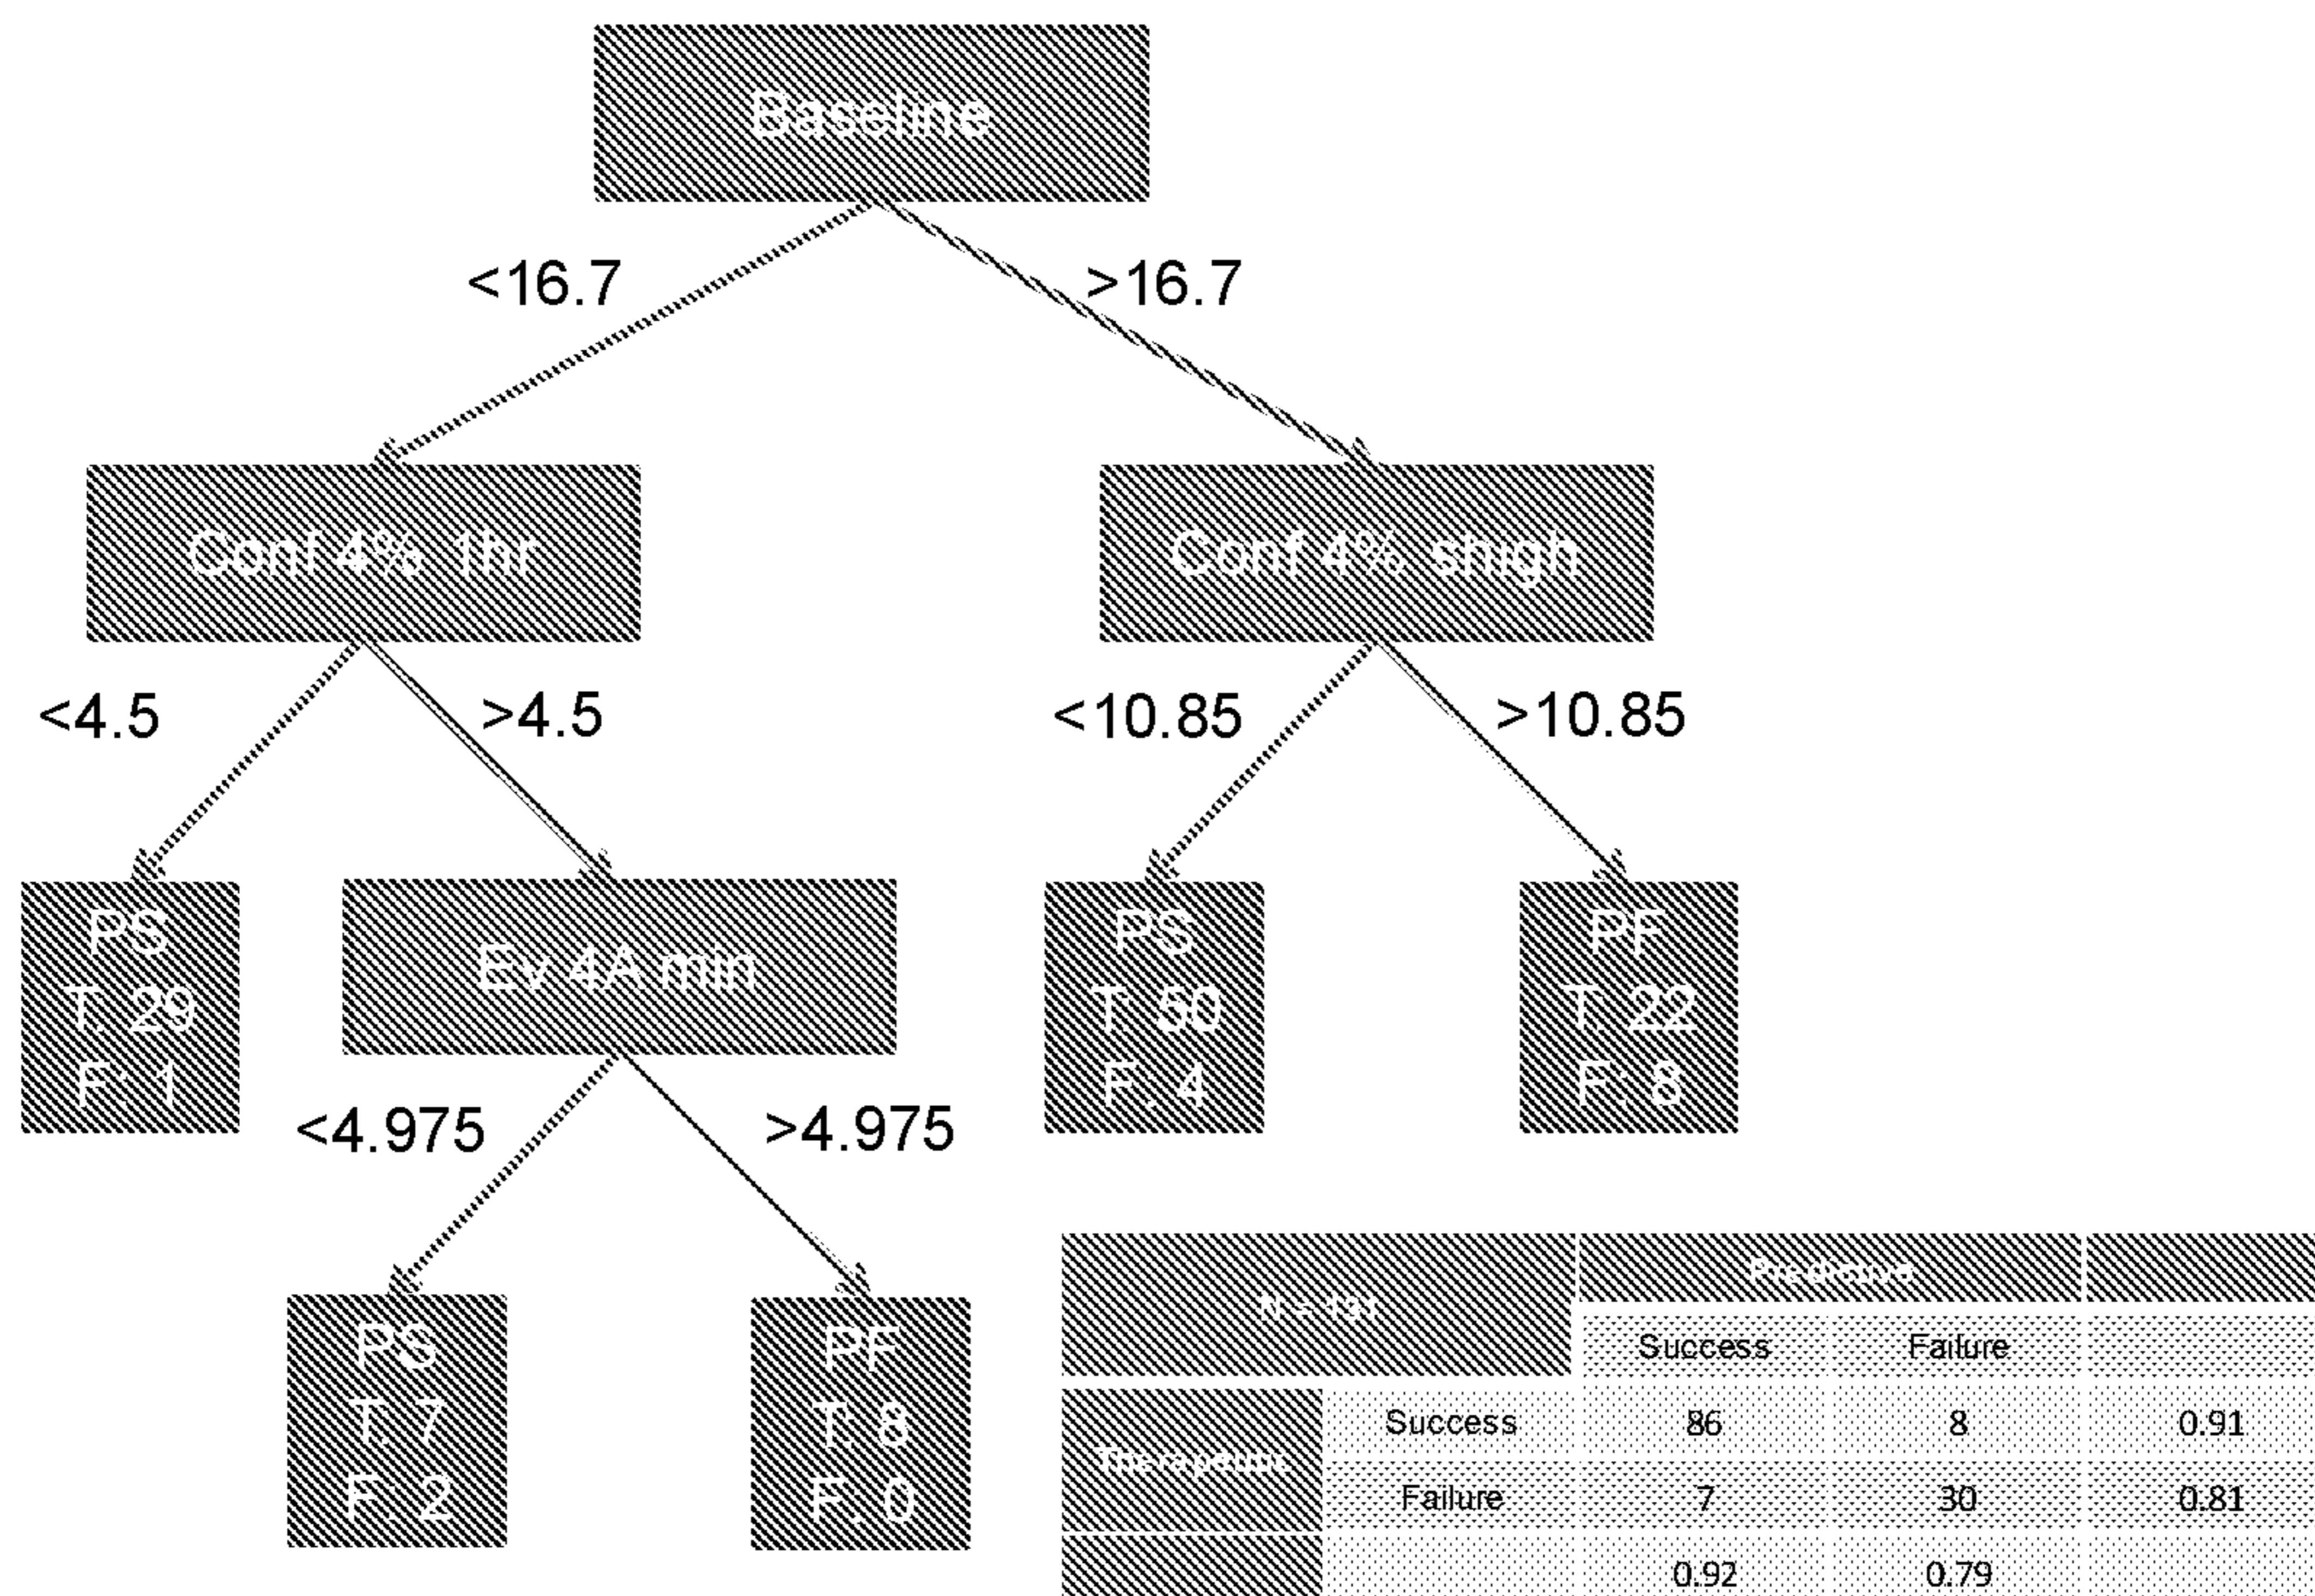 Baseline
<16.7
>16.7
Conf 4% 1hr
Conf 4% shigh
<4.5
>4.5
<10.85
>10.85
PS
T: 29
F: 1
Ev 4A min
PS
T: 50
F: 4
PF
T: 22
F: 8
<4.975
>4.975
PS
T: 7
F: 2
PF
T: 8
F: 0
N = 131
Predictive
Success Failure
Therapeutic
Success 86 8 0.91
Failure 7 30 0.81
0.92 0.79